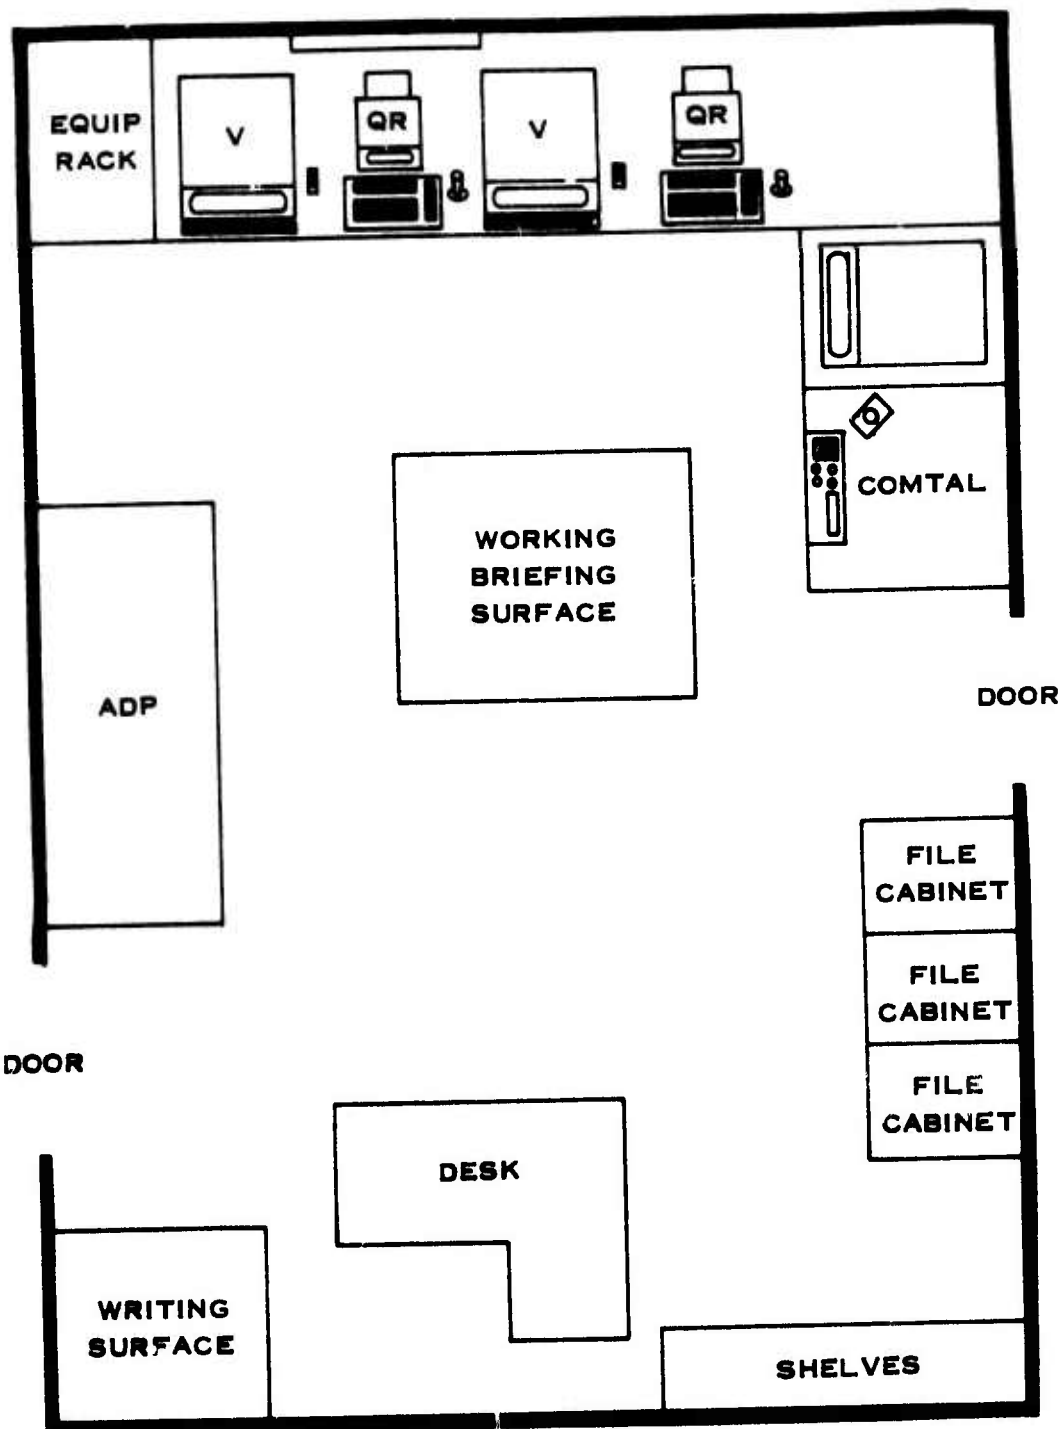 EQUIP
RACK
V
QR
V
QR
COMTAL
WORKING
BRIEFING
SURFACE
ADP
DOOR
FILE
CABINET
FILE
CABINET
FILE
CABINET
DOOR
DESK
WRITING
SURFACE
SHELVES